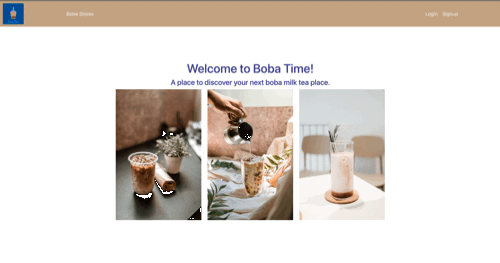 Boba Stores
Login Signup
Welcome to Boba Time!
A place to discover your next boba milk tea place.